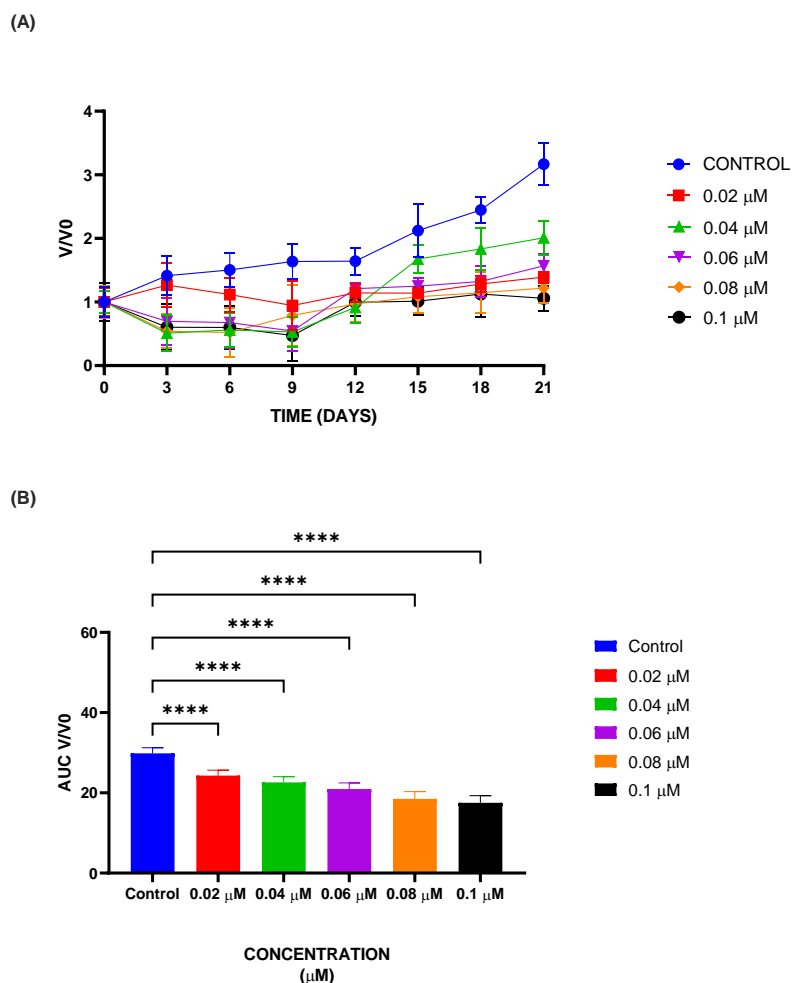 (A)
4
3
2
1
0
V/V0
0 3 6 9 12 15 18 21
TIME (DAYS)
CONTROL
0.02 μM
0.04 μM
0.06 μM
0.08 μM
0.1 μM
(B)
****
****
****
****
****
60
40
20
0
AUC V/V0
Control 0.02 μM 0.04 μM 0.06 μM 0.08 μM 0.1 μM
CONCENTRATION
(μM)
Control
0.02 μM
0.04 μM
0.06 μM
0.08 μM
0.1 μM